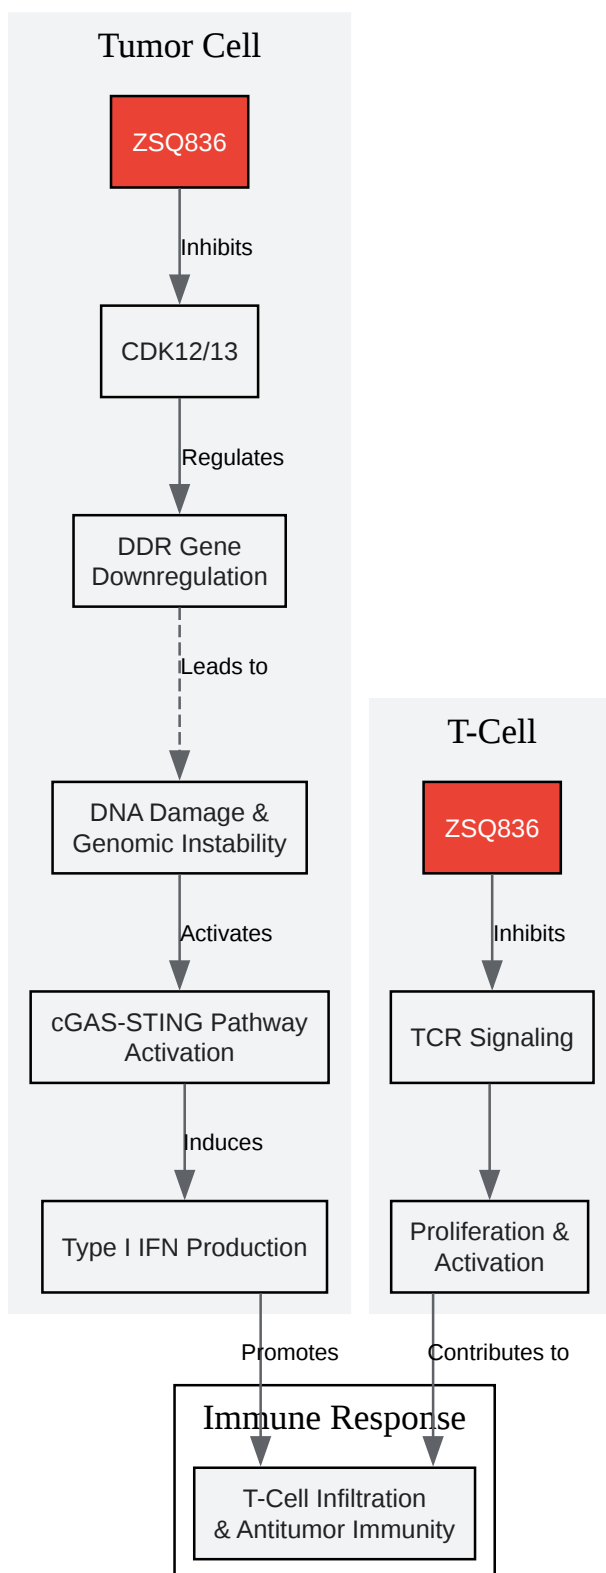 Tumor Cell
ZSQ836
Inhibits
CDK12/13
Regulates
DDR Gene
Downregulation
Leads to
DNA Damage &
Genomic Instability
Activates
cGAS-STING Pathway
Activation
Induces
Type I IFN Production
Promotes
T-Cell
ZSQ836
Inhibits
TCR Signaling
Proliferation &
Activation
Contributes to
Immune Response
T-Cell Infiltration
& Antitumor Immunity